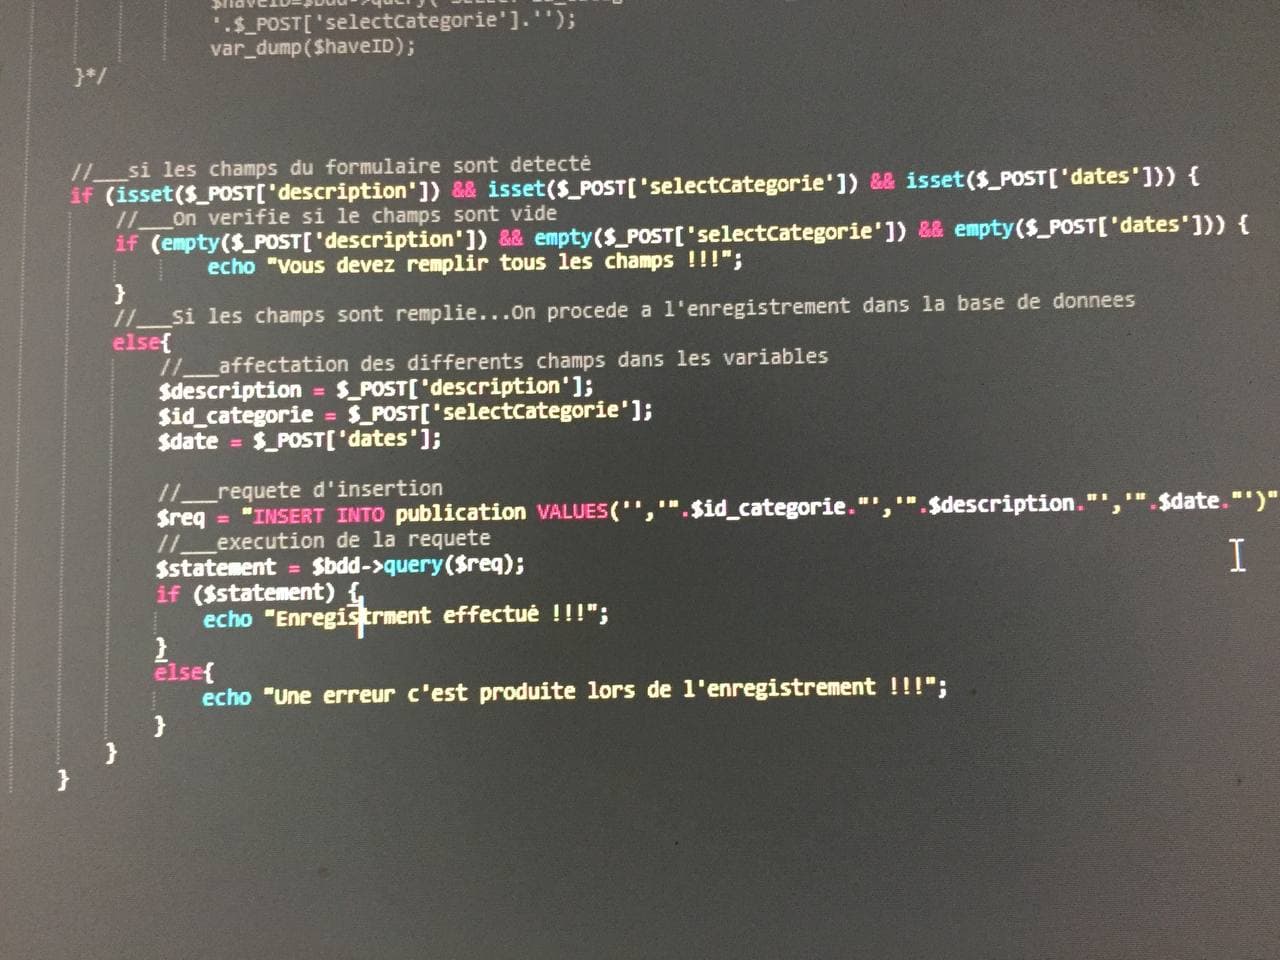 '.$_POST['selectCategorie'].'');
var_dump($haveID);
}*/
//___si les champs du formulaire sont detecté
if (isset($_POST['description']) && isset($_POST['selectCategorie']) && isset($_POST['dates'])) {
//___On verifie si le champs sont vide
if (empty($_POST['description']) && empty($_POST['selectCategorie']) && empty($_POST['dates'])) {
echo "Vous devez remplir tous les champs !!!";
}
//___Si les champs sont remplie...On procede a l'enregistrement dans la base de donnees
else{
//___affectation des differents champs dans les variables
$description = $_POST['description'];
$id_categorie = $_POST['selectCategorie'];
$date = $_POST['dates'];
//___requete d'insertion
$req = "INSERT INTO publication VALUES('','".$id_categorie."','".$description."','".$date."')"
//___execution de la requete
$statement = $bdd->query($req);
if ($statement) {
echo "Enregistrment effectué !!!";
}
else{
echo "Une erreur c'est produite lors de l'enregistrement !!!";
}
}
}